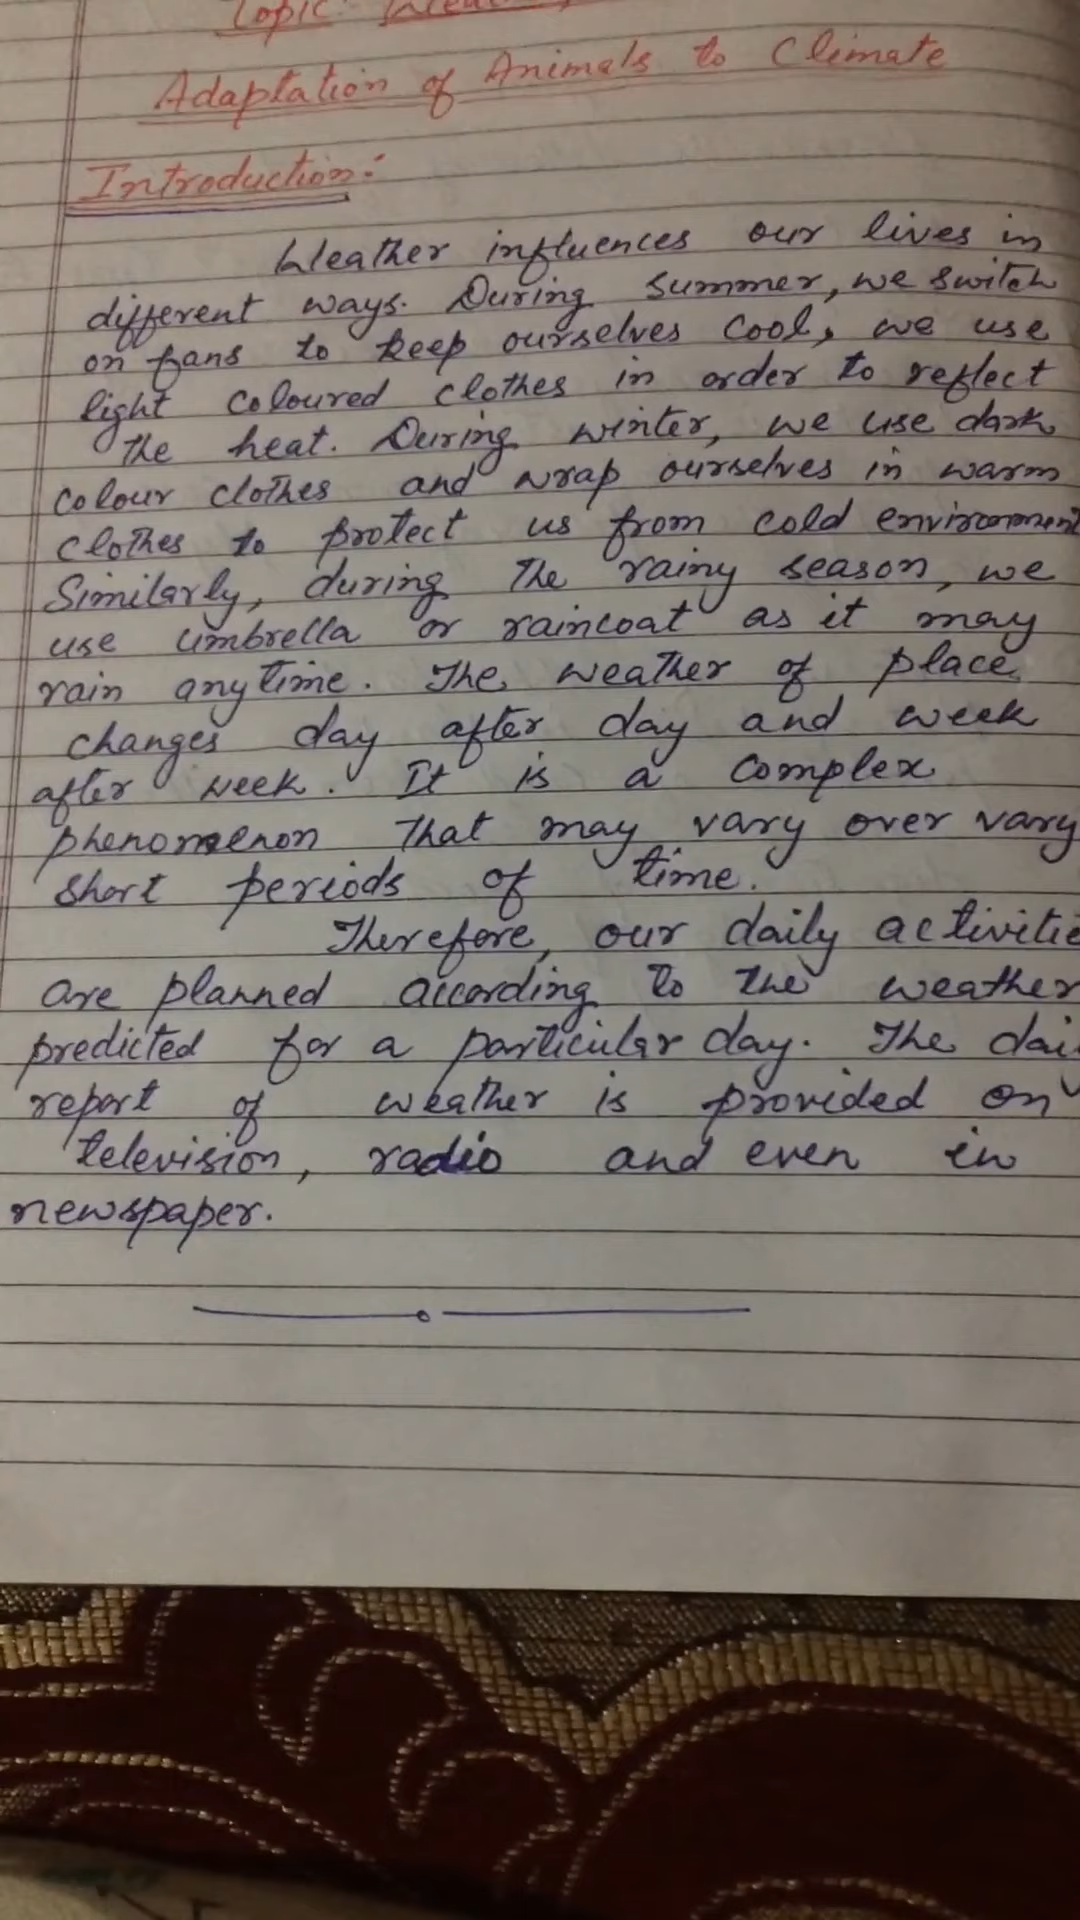 Topic:
Adaptation of Animals to Climate
Introduction:
Weather influences our lives in
different ways. During summer, we switch
on fans to keep ourselves cool, we use
light coloured clothes in order to reflect
the heat. During winter, we use dark
colour clothes and wrap ourselves in warm
clothes to protect us from cold environment
Similarly, during the rainy season, we
use umbrella or raincoat as it may
rain anytime. The weather of place
changes day after day and week
after week. It is a complex
phenomenon that may vary over vary
short periods of time.
Therefore, our daily activitie
are planned according to the weather
predicted for a particular day. The dai
report of weather is provided on
television, radio and even in
newspaper.